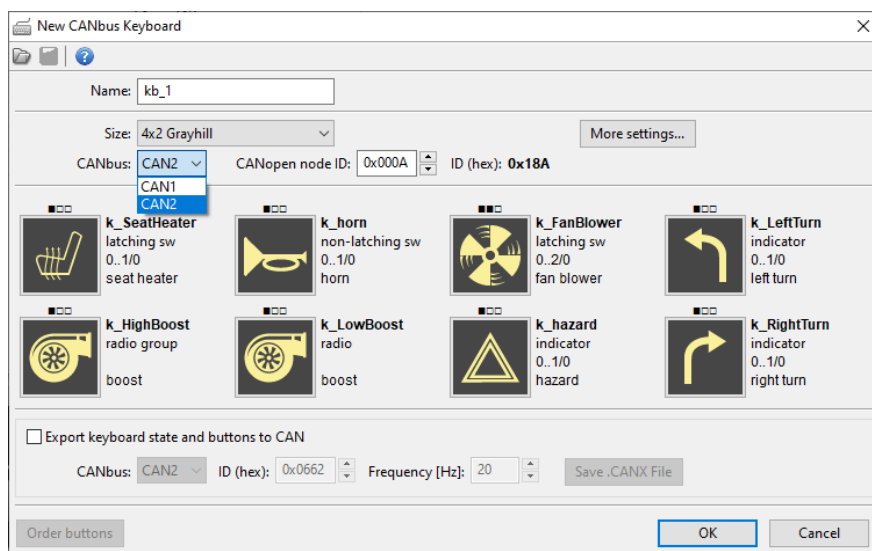 New CANbus Keyboard
Name: kb_1
Size: 4x2 Grayhill More settings...
CANbus: CAN2 CANopen node ID: 0x000A ID (hex): 0x18A
CAN1
CAN2
k_SeatHeater
latching sw
0..1/0
seat heater
k_horn
non-latching sw
0..1/0
horn
k_FanBlower
latching sw
0..2/0
fan blower
k_LeftTurn
indicator
0..1/0
left turn
k_HighBoost
radio group
boost
k_LowBoost
radio
boost
k_hazard
indicator
0..1/0
hazard
k_RightTurn
indicator
0..1/0
right turn
Export keyboard state and buttons to CAN
CANbus: CAN2 ID (hex): 0x0662 Frequency [Hz]: 20 Save .CANX File
Order buttons OK Cancel